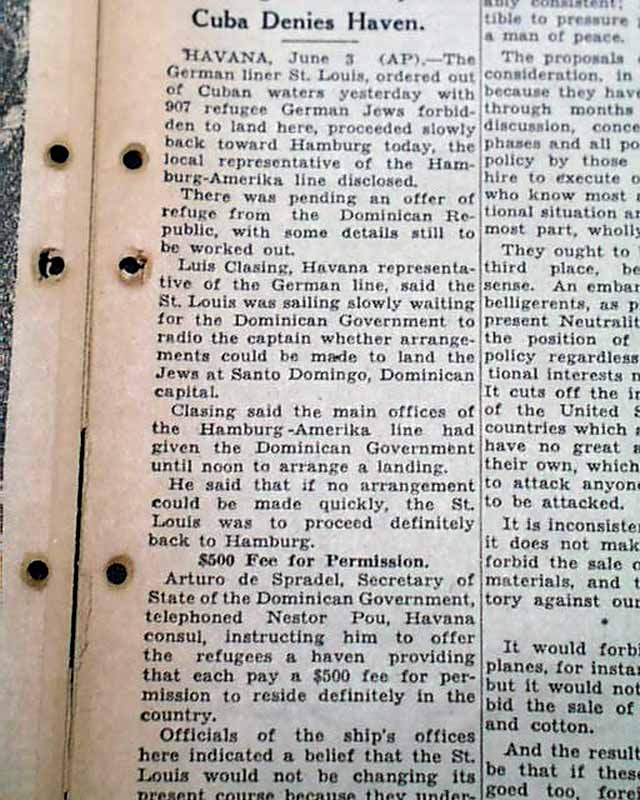 Cuba Denies Haven.
HAVANA, June 3 (AP).—The
German liner St. Louis, ordered out
of Cuban waters yesterday with
907 refugee German Jews forbid-
den to land here, proceeded slowly
back toward Hamburg today, the
local representative of the Ham-
burg-Amerika line disclosed.
There was pending an offer of
refuge from the Dominican Re-
public, with some details still to
be worked out.
Luis Clasing, Havana representa-
tive of the German line, said the
St. Louis was sailing slowly waiting
for the Dominican Government to
radio the captain whether arrange-
ments could be made to land the
Jews at Santo Domingo, Dominican
capital.
Clasing said the main offices of
the Hamburg-Amerika line had
given the Dominican Government
until noon to arrange a landing.
He said that if no arrangement
could be made quickly, the St.
Louis was to proceed definitely
back to Hamburg.
$500 Fee for Permission.
Arturo de Spradel, Secretary of
State of the Dominican Government,
telephoned Nestor Pou, Havana
consul, instructing him to offer
the refugees a haven providing
that each pay a $500 fee for per-
mission to reside definitely in the
country.
Officials of the ship's offices
here indicated a belief that the St.
Louis would not be changing its
present course because they under-
tible to pressure
a man of peace.
The proposals
consideration, in
because they have
through months
discussion, conce
phases and all po
policy by those
hire to execute o
who know most a
tional situation an
most part, wholly
They ought to
third place, be
sense. An embar
belligerents, as p
present Neutralit
the position of
policy regardless
tional interests m
It cuts off the in
of the United S
countries which a
have no great a
their own, which
to attack anyone
to be attacked.
It is inconsiste
it does not mak
forbid the sale o
materials, and t
tory against our
*
It would forbi
planes, for instan
but it would not
bid the sale of
and cotton.
And the result
be that if these
goed too, forei